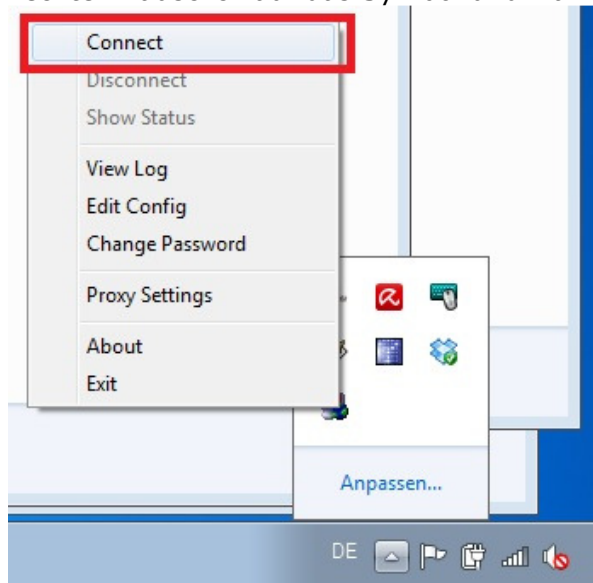 Connect
Disconnect
Show Status
View Log
Edit Config
Change Password
Proxy Settings
About
Exit
Anpassen...
DE